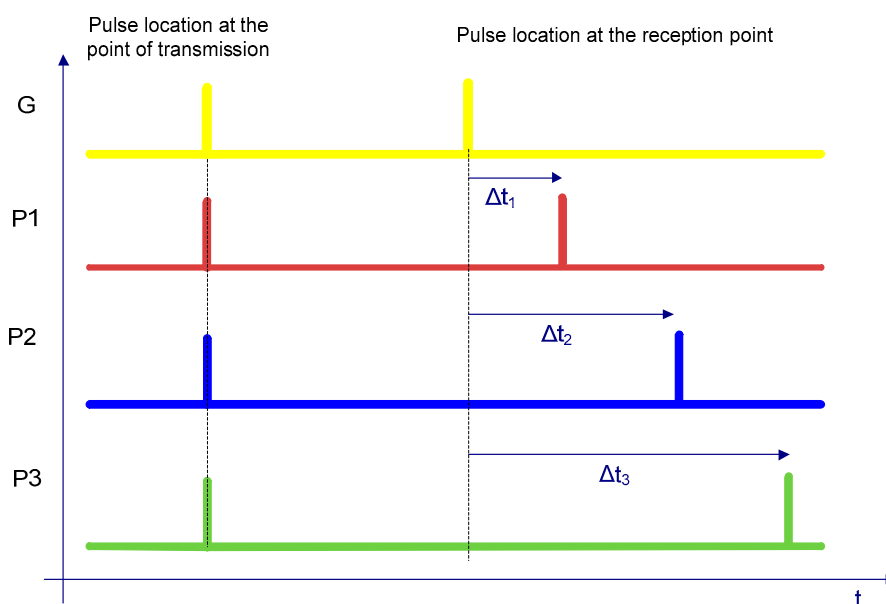 Pulse location at the
point of transmission
Pulse location at the reception point
G
Δt₁
P1
P2
Δt₂
P3
Δt₃
t